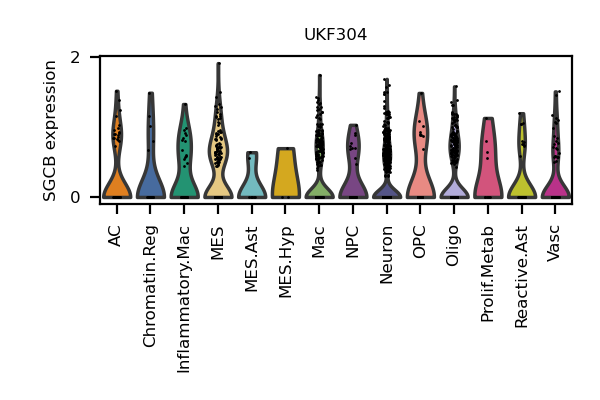 UKF304
SGCB expression
2
0
AC
Chromatin.Reg
Inflammatory.Mac
MES
MES.Ast
MES.Hyp
Mac
NPC
Neuron
OPC
Oligo
Prolif.Metab
Reactive.Ast
Vasc